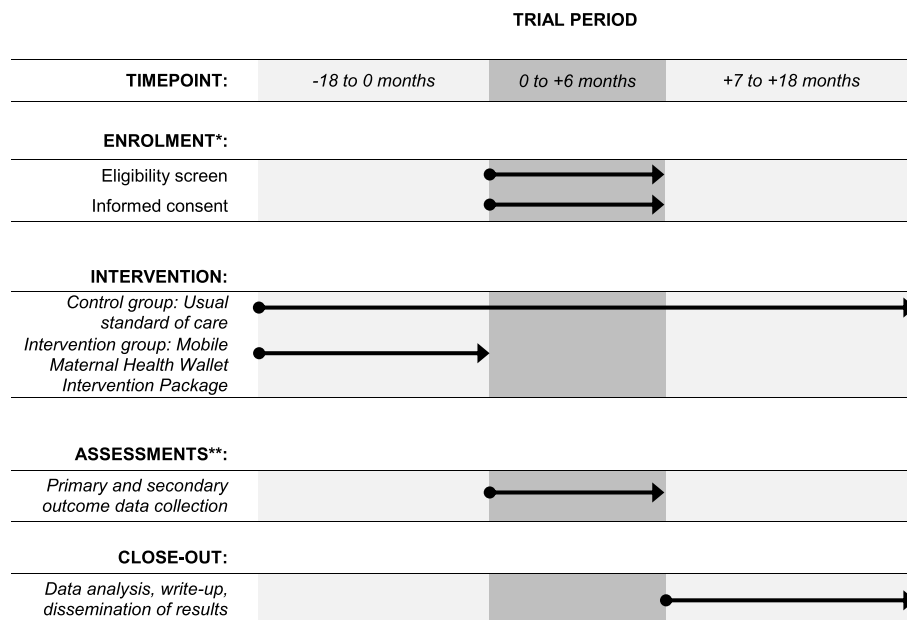 TRIAL PERIOD
TIMEPOINT: -18 to 0 months 0 to +6 months +7 to +18 months
ENROLMENT*:
Eligibility screen
Informed consent
INTERVENTION:
Control group: Usual
standard of care
Intervention group: Mobile
Maternal Health Wallet
Intervention Package
ASSESSMENTS**:
Primary and secondary
outcome data collection
CLOSE-OUT:
Data analysis, write-up,
dissemination of results